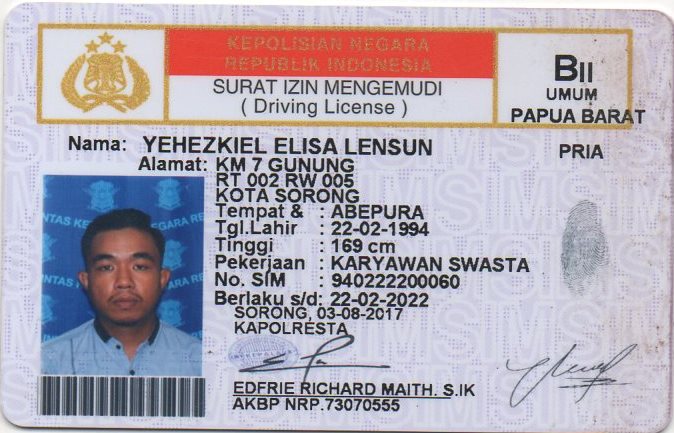 KEPOLISIAN NEGARA
REPUBLIK INDONESIA
SURAT IZIN MENGEMUDI
( Driving License )
BII
UMUM
PAPUA BARAT
Nama: YEHEZKIEL ELISA LENSUN
PRIA
Alamat: KM 7 GUNUNG
RT 002 RW 005
KOTA SORONG
Tempat & : ABEPURA
Tgl.Lahir : 22-02-1994
Tinggi : 169 cm
Pekerjaan : KARYAWAN SWASTA
No. SIM : 940222200060
Berlaku s/d: 22-02-2022
SORONG, 03-08-2017
KAPOLRESTA
EDFRIE RICHARD MAITH. S.IK
AKBP NRP.73070555